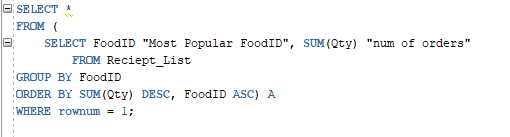 SELECT *
FROM (
SELECT FoodID "Most Popular FoodID", SUM(Qty) "num of orders"
FROM Reciept_List
GROUP BY FoodID
ORDER BY SUM(Qty) DESC, FoodID ASC) A
WHERE rownum = 1;